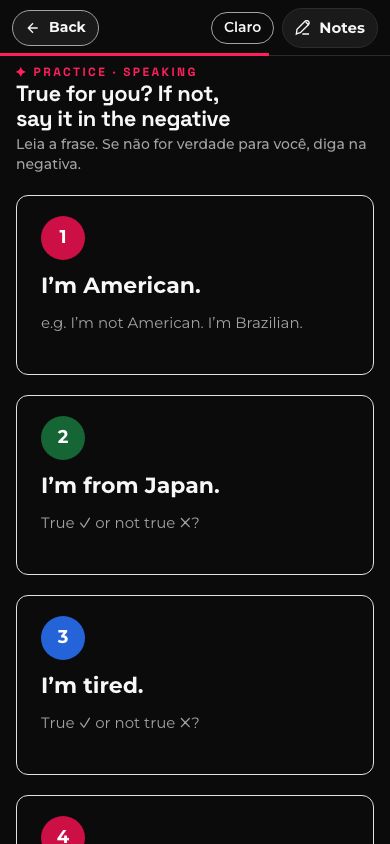 ← Back
Claro
Notes
✦ PRACTICE · SPEAKING
True for you? If not,
say it in the negative
Leia a frase. Se não for verdade para você, diga na
negativa.
1
I’m American.
e.g. I’m not American. I’m Brazilian.
2
I’m from Japan.
True ✓ or not true ✕?
3
I’m tired.
True ✓ or not true ✕?
4